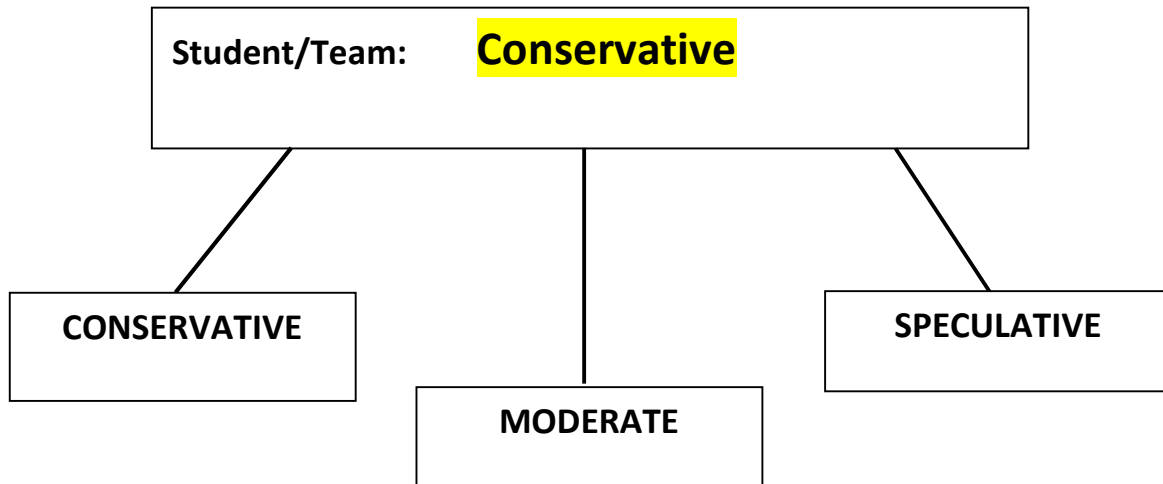 Student/Team: Conservative
CONSERVATIVE
SPECULATIVE
MODERATE